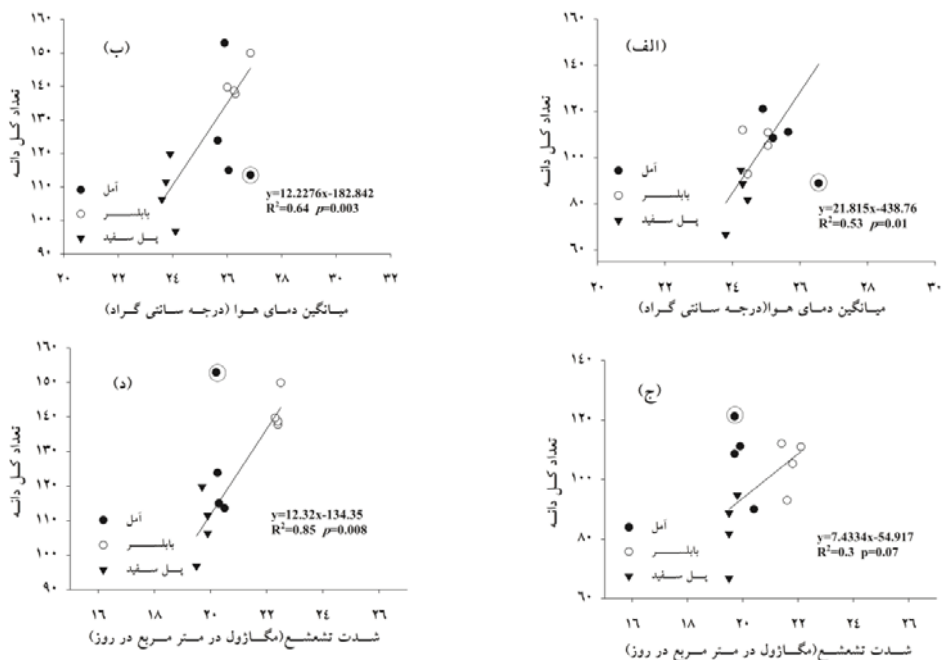 (الف)
تعداد کل دانه
۱۶۰
۱۴۰
۱۲۰
۱۰۰
۸۰
۶۰
آمل
بابلسر
پل سفید
y=21.815x-438.76
R²=0.53 p=0.01
۲۰ ۲۲ ۲۴ ۲۶ ۲۸ ۳۰
میانگین دمای هوا(درجه سانتی گراد)
(ب)
تعداد کل دانه
۱۶۰
۱۵۰
۱۴۰
۱۳۰
۱۲۰
۱۱۰
۱۰۰
۹۰
آمل
بابلسر
پل سفید
y=12.2276x-182.842
R²=0.64 p=0.003
۲۰ ۲۲ ۲۴ ۲۶ ۲۸ ۳۰ ۳۲
میانگین دمای هوا (درجه سانتی گراد)
(ج)
تعداد کل دانه
۱۴۰
۱۲۰
۱۰۰
۸۰
۶۰
آمل
بابلسر
پل سفید
y=7.4334x-54.917
R²=0.3 p=0.07
۱۶ ۱۸ ۲۰ ۲۲ ۲۴ ۲۶
شدت تشعشع(مگاژول در متر مربع در روز)
(د)
تعداد کل دانه
۱۶۰
۱۵۰
۱۴۰
۱۳۰
۱۲۰
۱۱۰
۱۰۰
۹۰
آمل
بابلسر
پل سفید
y=12.32x-134.35
R²=0.85 p=0.008
۱۶ ۱۸ ۲۰ ۲۲ ۲۴ ۲۶
شدت تشعشع(مگاژول در متر مربع در روز)